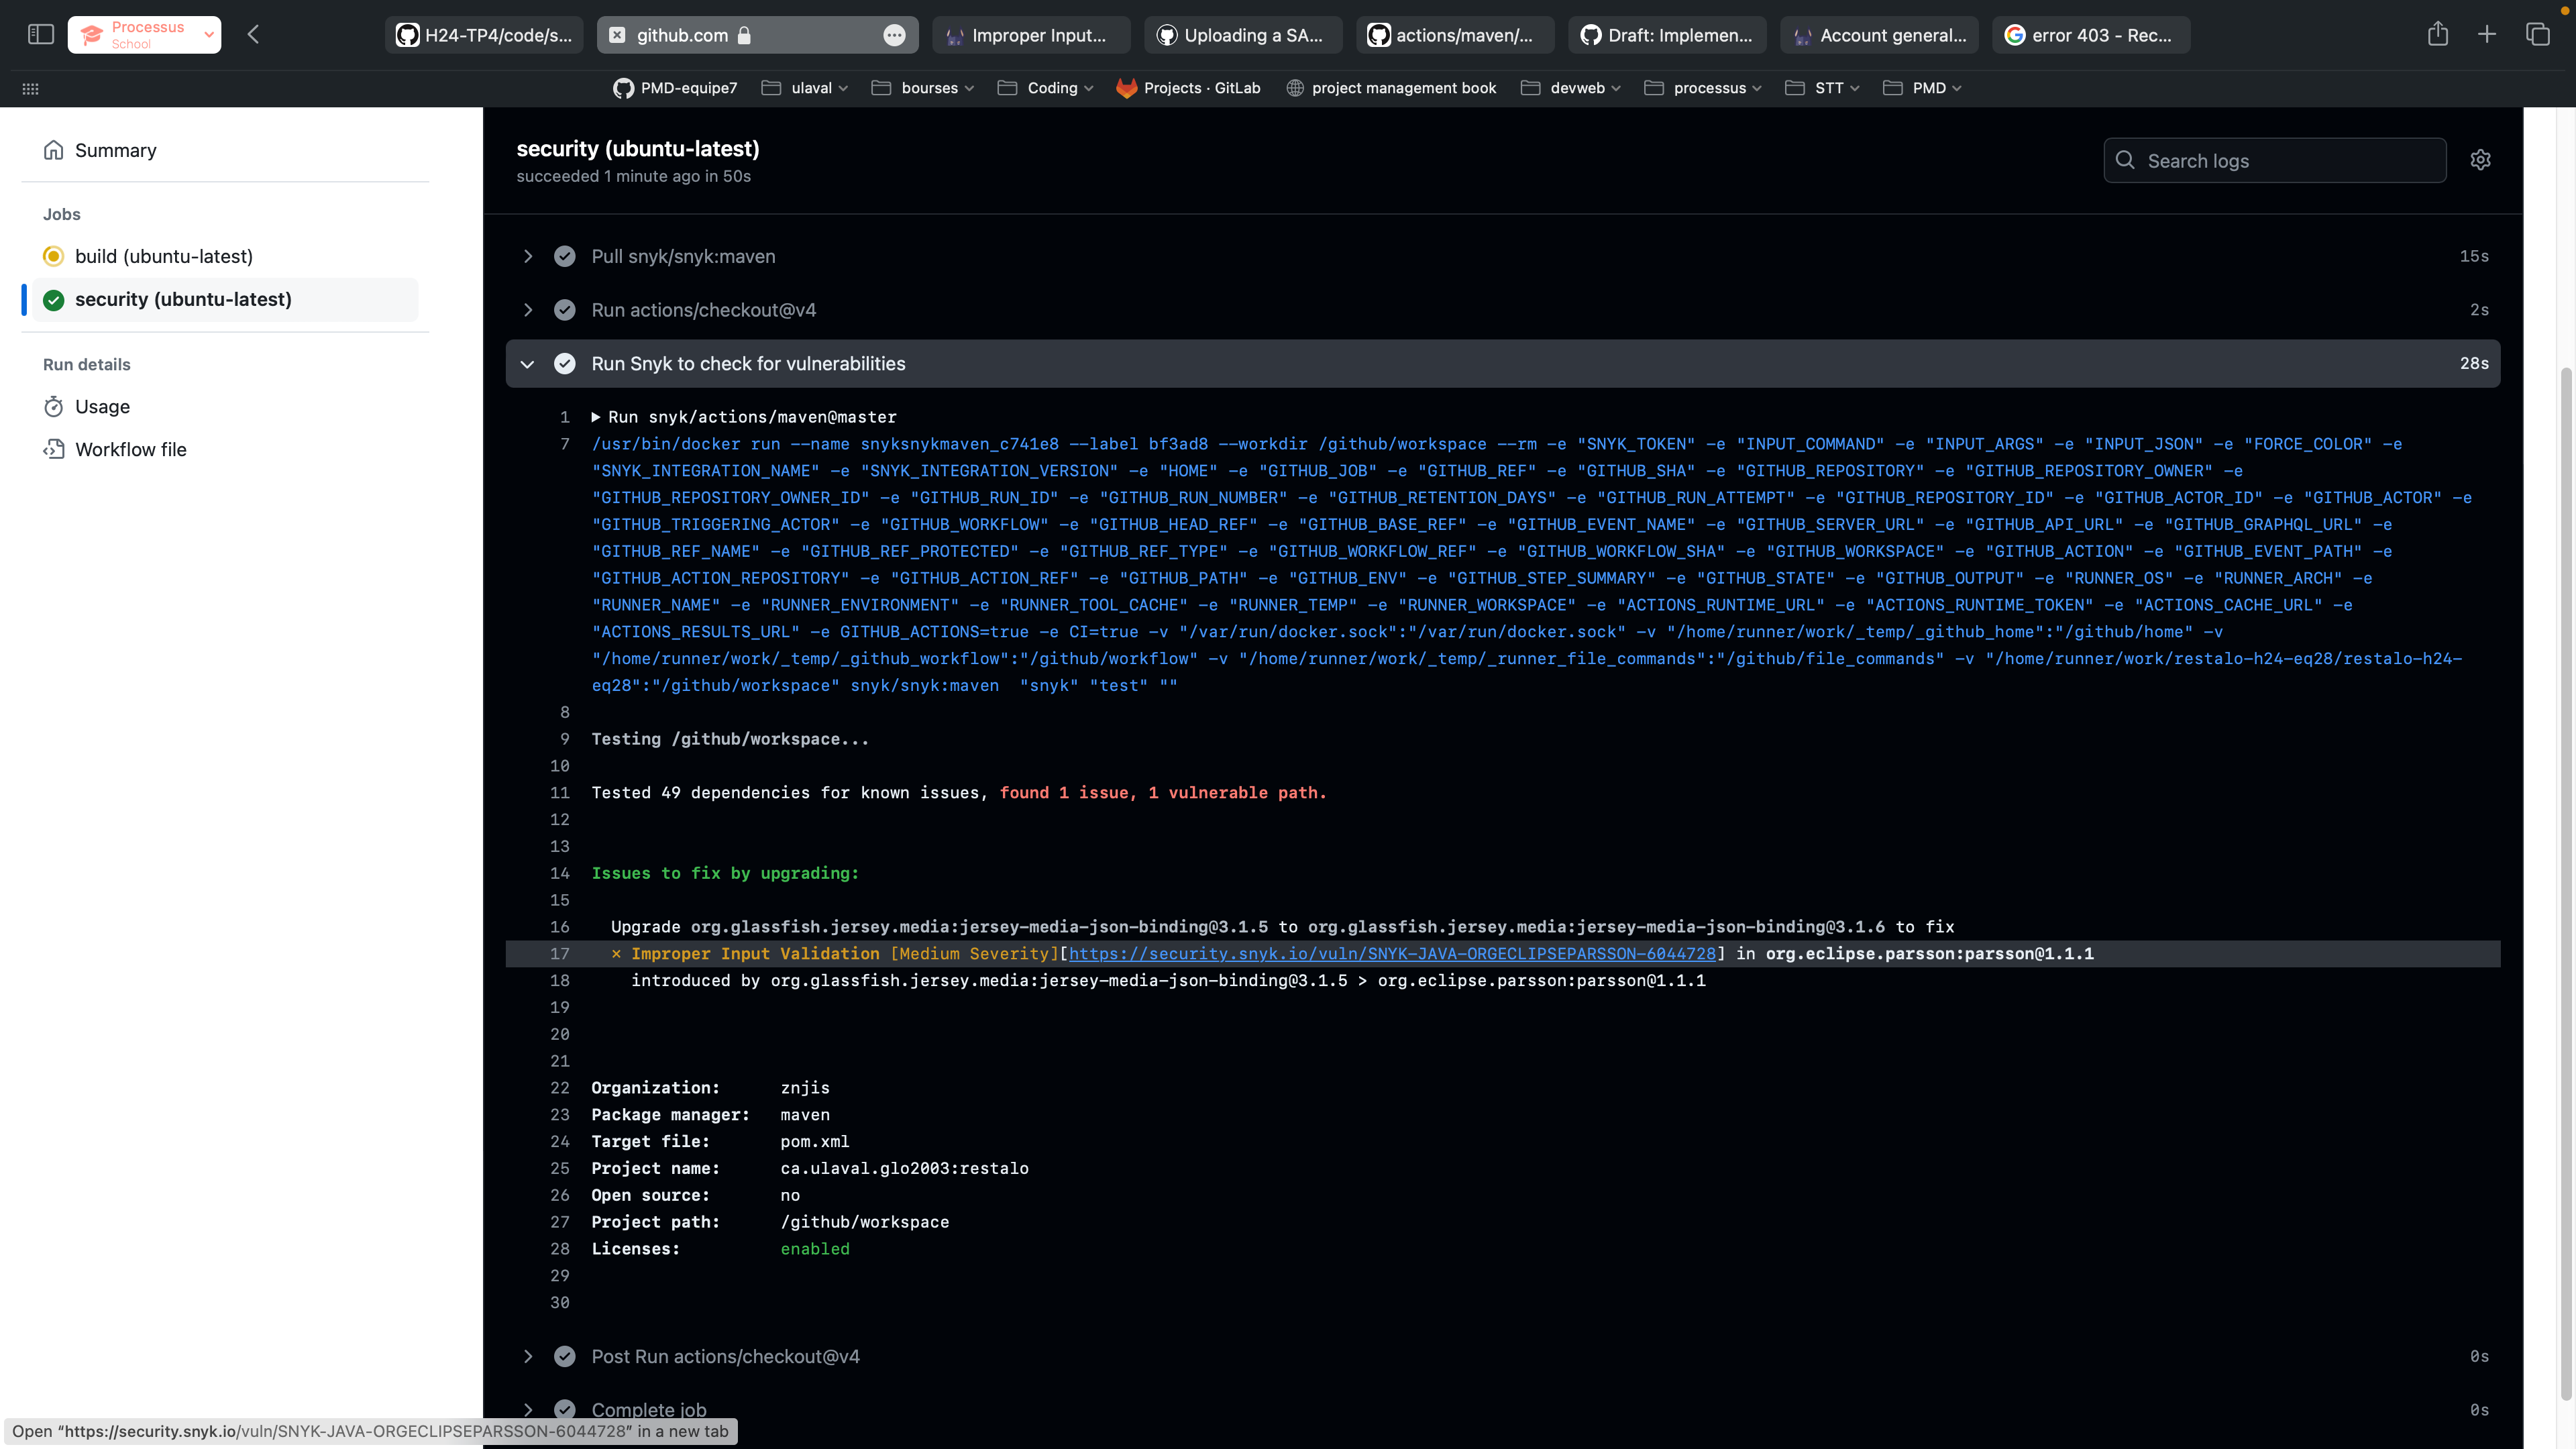 Processus
School
H24-TP4/code/s...
github.com
Improper Input...
Uploading a SA...
actions/maven/...
Draft: Implemen...
Account general...
error 403 - Rec...
PMD-equipe7
ulaval
bourses
Coding
Projects · GitLab
project management book
devweb
processus
STT
PMD
Summary
Jobs
build (ubuntu-latest)
security (ubuntu-latest)
Run details
Usage
Workflow file
security (ubuntu-latest)
succeeded 1 minute ago in 50s
Search logs
Pull snyk/snyk:maven 15s
Run actions/checkout@v4 2s
Run Snyk to check for vulnerabilities 28s
1 Run snyk/actions/maven@master
7 /usr/bin/docker run --name snyksnykmaven_c741e8 --label bf3ad8 --workdir /github/workspace --rm -e "SNYK_TOKEN" -e "INPUT_COMMAND" -e "INPUT_ARGS" -e "INPUT_JSON" -e "FORCE_COLOR" -e
"SNYK_INTEGRATION_NAME" -e "SNYK_INTEGRATION_VERSION" -e "HOME" -e "GITHUB_JOB" -e "GITHUB_REF" -e "GITHUB_SHA" -e "GITHUB_REPOSITORY" -e "GITHUB_REPOSITORY_OWNER" -e
"GITHUB_REPOSITORY_OWNER_ID" -e "GITHUB_RUN_ID" -e "GITHUB_RUN_NUMBER" -e "GITHUB_RETENTION_DAYS" -e "GITHUB_RUN_ATTEMPT" -e "GITHUB_REPOSITORY_ID" -e "GITHUB_ACTOR_ID" -e "GITHUB_ACTOR" -e
"GITHUB_TRIGGERING_ACTOR" -e "GITHUB_WORKFLOW" -e "GITHUB_HEAD_REF" -e "GITHUB_BASE_REF" -e "GITHUB_EVENT_NAME" -e "GITHUB_SERVER_URL" -e "GITHUB_API_URL" -e "GITHUB_GRAPHQL_URL" -e
"GITHUB_REF_NAME" -e "GITHUB_REF_PROTECTED" -e "GITHUB_REF_TYPE" -e "GITHUB_WORKFLOW_REF" -e "GITHUB_WORKFLOW_SHA" -e "GITHUB_WORKSPACE" -e "GITHUB_ACTION" -e "GITHUB_EVENT_PATH" -e
"GITHUB_ACTION_REPOSITORY" -e "GITHUB_ACTION_REF" -e "GITHUB_PATH" -e "GITHUB_ENV" -e "GITHUB_STEP_SUMMARY" -e "GITHUB_STATE" -e "GITHUB_OUTPUT" -e "RUNNER_OS" -e "RUNNER_ARCH" -e
"RUNNER_NAME" -e "RUNNER_ENVIRONMENT" -e "RUNNER_TOOL_CACHE" -e "RUNNER_TEMP" -e "RUNNER_WORKSPACE" -e "ACTIONS_RUNTIME_URL" -e "ACTIONS_RUNTIME_TOKEN" -e "ACTIONS_CACHE_URL" -e
"ACTIONS_RESULTS_URL" -e GITHUB_ACTIONS=true -e CI=true -v "/var/run/docker.sock":"/var/run/docker.sock" -v "/home/runner/work/_temp/_github_home":"/github/home" -v
"/home/runner/work/_temp/_github_workflow":"/github/workflow" -v "/home/runner/work/_temp/_runner_file_commands":"/github/file_commands" -v "/home/runner/work/restalo-h24-eq28/restalo-h24-
eq28":"/github/workspace" snyk/snyk:maven "snyk" "test" ""
8
9 Testing /github/workspace...
10
11 Tested 49 dependencies for known issues, found 1 issue, 1 vulnerable path.
12
13
14 Issues to fix by upgrading:
15
16 Upgrade org.glassfish.jersey.media:jersey-media-json-binding@3.1.5 to org.glassfish.jersey.media:jersey-media-json-binding@3.1.6 to fix
17 × Improper Input Validation [Medium Severity][https://security.snyk.io/vuln/SNYK-JAVA-ORGECLIPSEPARSSON-6044728] in org.eclipse.parsson:parsson@1.1.1
18 introduced by org.glassfish.jersey.media:jersey-media-json-binding@3.1.5 > org.eclipse.parsson:parsson@1.1.1
19
20
21
22 Organization: znjis
23 Package manager: maven
24 Target file: pom.xml
25 Project name: ca.ulaval.glo2003:restalo
26 Open source: no
27 Project path: /github/workspace
28 Licenses: enabled
29
30
Post Run actions/checkout@v4 0s
Complete job 0s
Open “https://security.snyk.io/vuln/SNYK-JAVA-ORGECLIPSEPARSSON-6044728” in a new tab